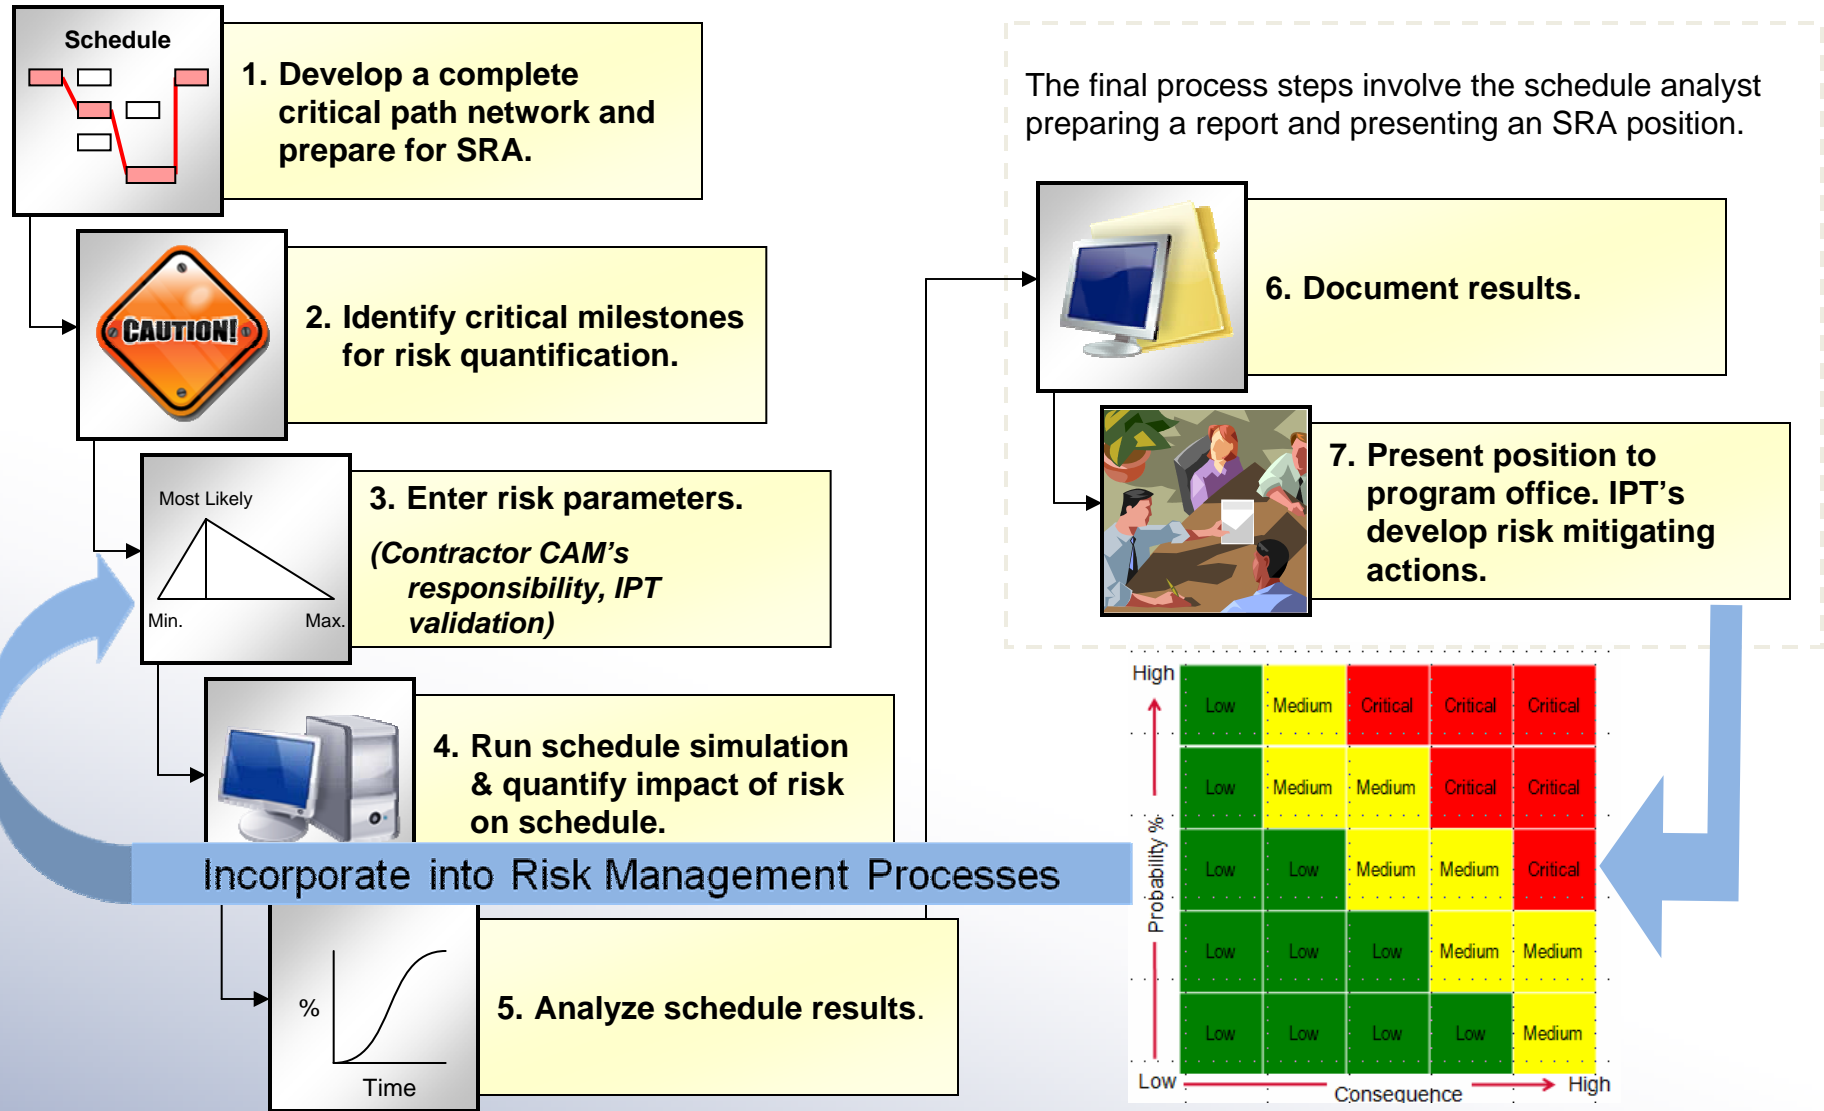 Schedule
1. Develop a complete
critical path network and
prepare for SRA.
CAUTION!
2. Identify critical milestones
for risk quantification.
Most Likely
Min.
Max.
3. Enter risk parameters.
(Contractor CAM's
responsibility, IPT
validation)
4. Run schedule simulation
& quantify impact of risk
on schedule.
Incorporate into Risk Management Processes
%
Time
5. Analyze schedule results.
The final process steps involve the schedule analyst
preparing a report and presenting an SRA position.
6. Document results.
7. Present position to
program office. IPT's
develop risk mitigating
actions.
High
Probability %
Low Medium Critical Critical Critical
Low Medium Medium Critical Critical
Low Low Medium Medium Critical
Low Low Low Medium Medium
Low Low Low Low Medium
Low
Consequence
High